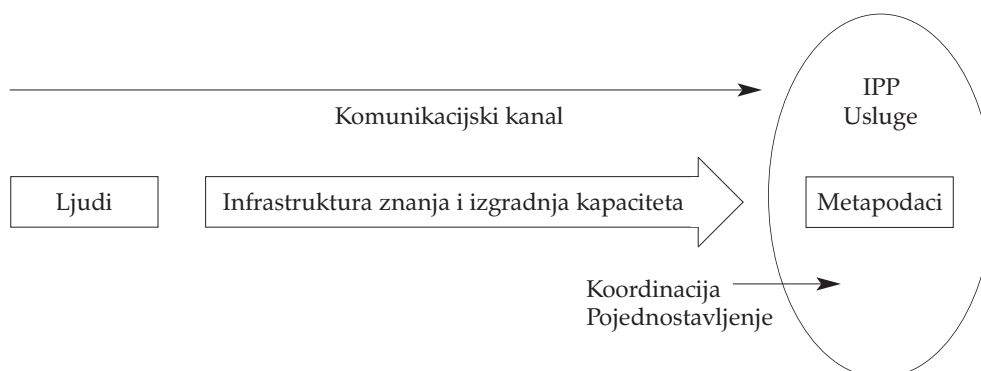 IPP
Usluge
Komunikacijski kanal
Ljudi
Infrastruktura znanja i izgradnja kapaciteta
Metapodaci
Koordinacija
Pojednostavljenje